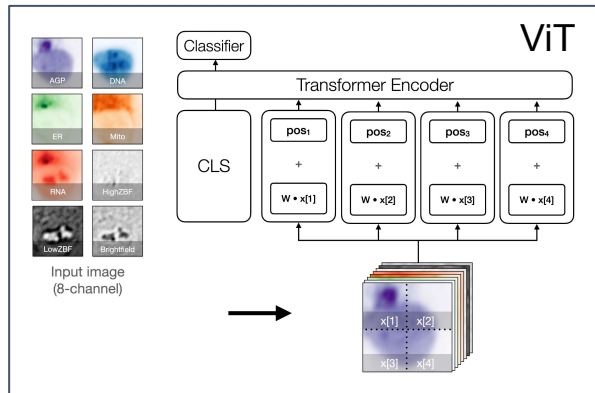 ViT
Classifier
Transformer Encoder
AGP
DNA
ER
Mito
RNA
HighZBF
LowZBF
Brightfield
Input image
(8-channel)
CLS
pos₁
pos₂
pos₃
pos₄
+
+
+
+
W • x[1]
W • x[2]
W • x[3]
W • x[4]
x[1]
x[2]
x[3]
x[4]